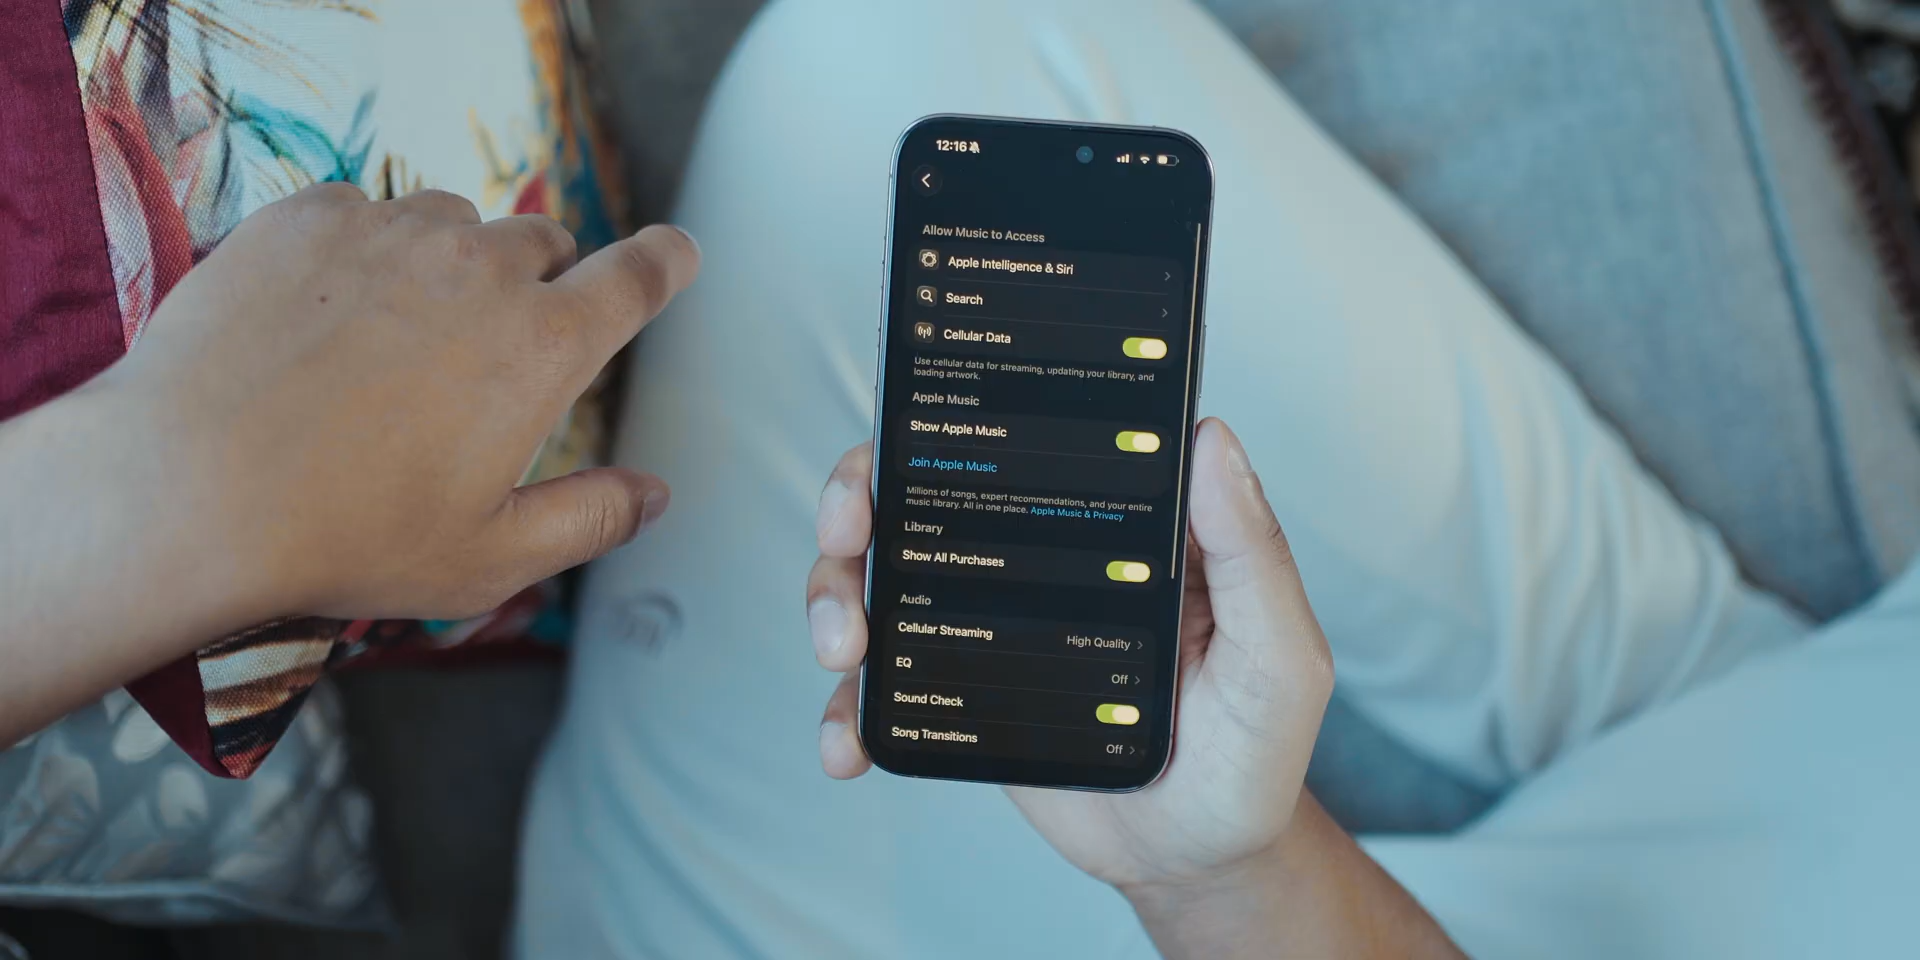 12:16
Allow Music to Access
Apple Intelligence & Siri
Search
Cellular Data
Use cellular data for streaming, updating your library, and
loading artwork.
Apple Music
Show Apple Music
Join Apple Music
Millions of songs, expert recommendations, and your entire
music library. All in one place. Apple Music & Privacy
Library
Show All Purchases
Audio
Cellular Streaming High Quality
EQ Off
Sound Check
Song Transitions Off